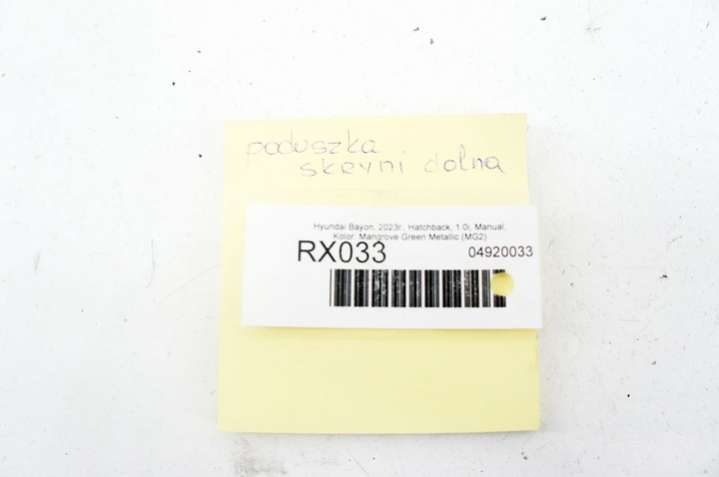 poduszka
skrzyni dolna
Hyundai Bayon, 2023r., Hatchback, 1.0i, Manual,
Kolor: Mangrove Green Metallic (MG2)
RX033 04920033